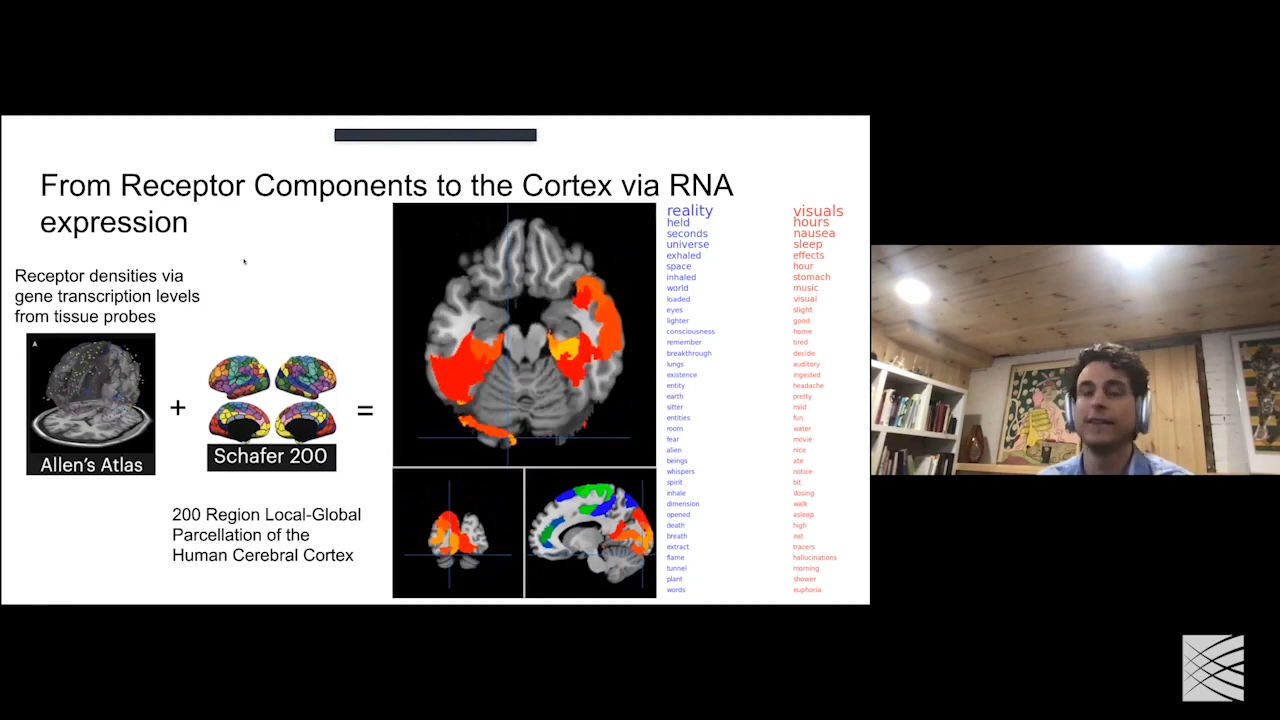 From Receptor Components to the Cortex via RNA
expression
Receptor densities via
gene transcription levels
from tissue probes
A
Allen Atlas
+
Schafer 200
=
200 Region Local-Global
Parcellation of the
Human Cerebral Cortex
reality
held
seconds
universe
exhaled
space
inhaled
world
loaded
eyes
lighter
consciousness
remember
breakthrough
lungs
existence
entity
earth
sitter
entities
room
fear
alien
beings
whispers
spirit
inhale
dimension
opened
death
breath
extract
flame
tunnel
plant
words
visuals
hours
nausea
sleep
effects
hour
stomach
music
visual
slight
good
home
tired
decide
auditory
ingested
headache
pretty
mild
fun
water
movie
nice
ate
notice
bit
dosing
walk
asleep
high
eat
tracers
hallucinations
morning
shower
euphoria